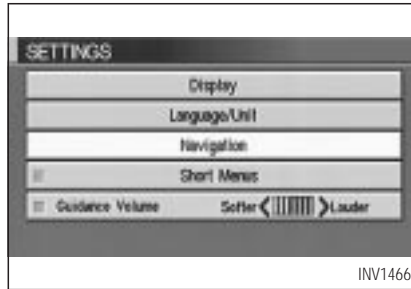 SETTINGS
Display
Language/Unit
Navigation
Short Menus
Guidance Volume Softer Louder
INV1466